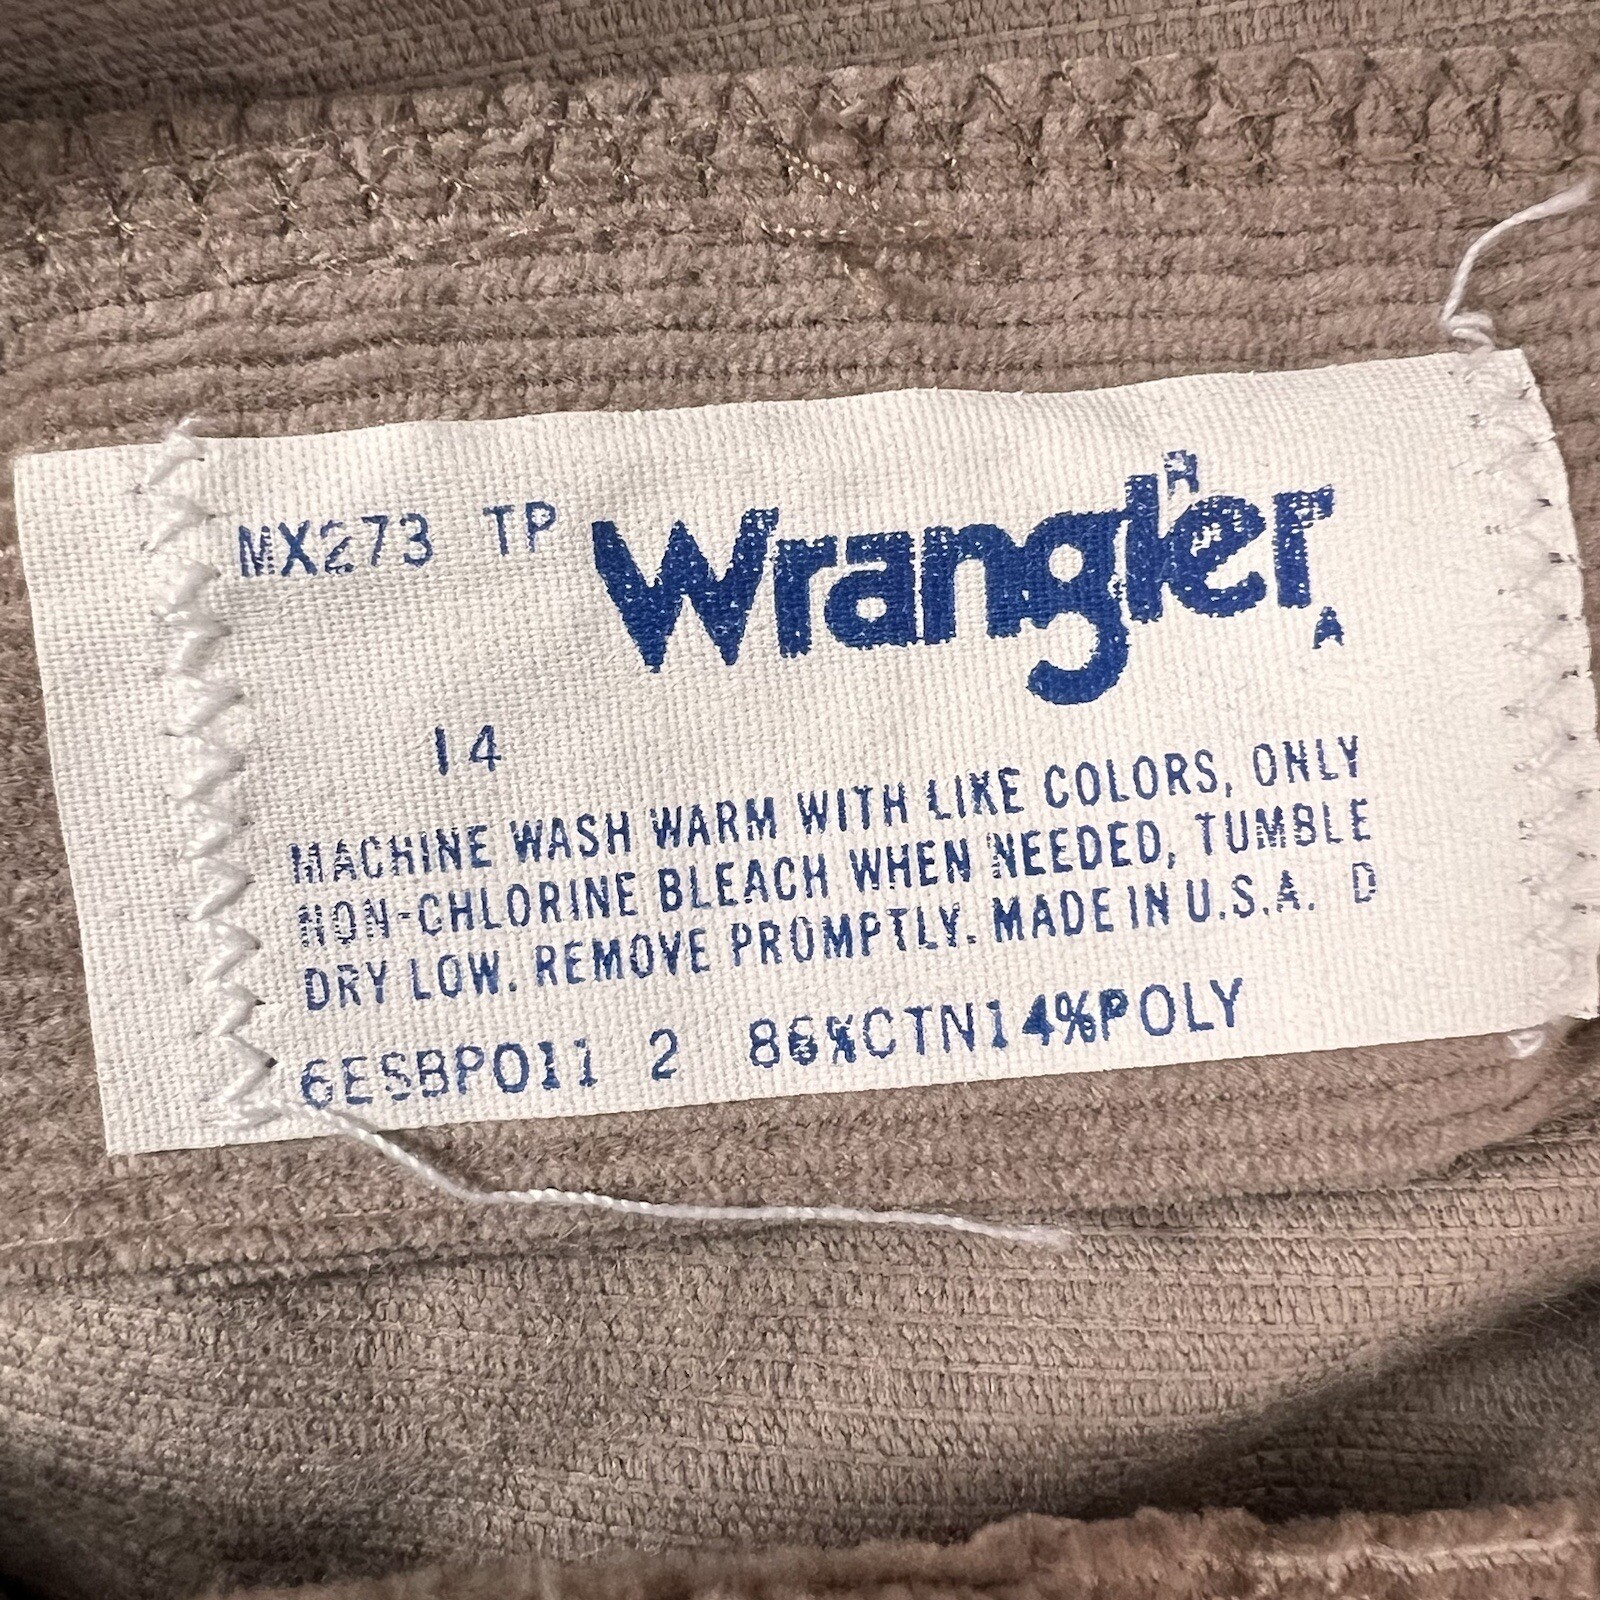 MX273 TP Wrangler R
A
14
MACHINE WASH WARM WITH LIKE COLORS, ONLY
NON-CHLORINE BLEACH WHEN NEEDED, TUMBLE
DRY LOW. REMOVE PROMPTLY. MADE IN U.S.A. D
6ESBPO11 2 86%CTN14%POLY